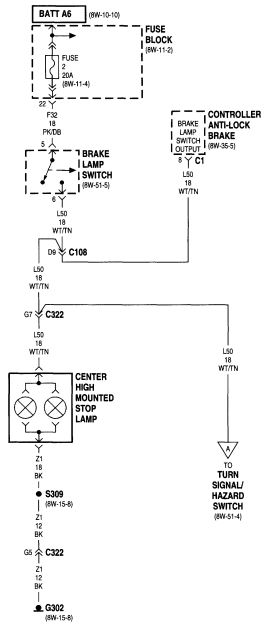 BATT A6
(8W-10-10)
FUSE
BLOCK
(8W-11-2)
FUSE
2
20A
(8W-11-4)
22
F32
18
PK/DB
CONTROLLER
ANTI-LOCK
BRAKE
(8W-35-5)
BRAKE
LAMP
SWITCH
OUTPUT
8
C1
5
BRAKE
LAMP
SWITCH
(8W-51-5)
6
L50
18
WT/TN
L50
18
WT/TN
D9
C108
L50
18
WT/TN
G7
C322
L50
18
WT/TN
L50
18
WT/TN
CENTER
HIGH
MOUNTED
STOP
LAMP
A
TO
TURN
SIGNAL/
HAZARD
SWITCH
(8W-51-4)
Z1
18
BK
S309
(8W-15-8)
Z1
12
BK
G5
C322
Z1
12
BK
G302
(8W-15-8)